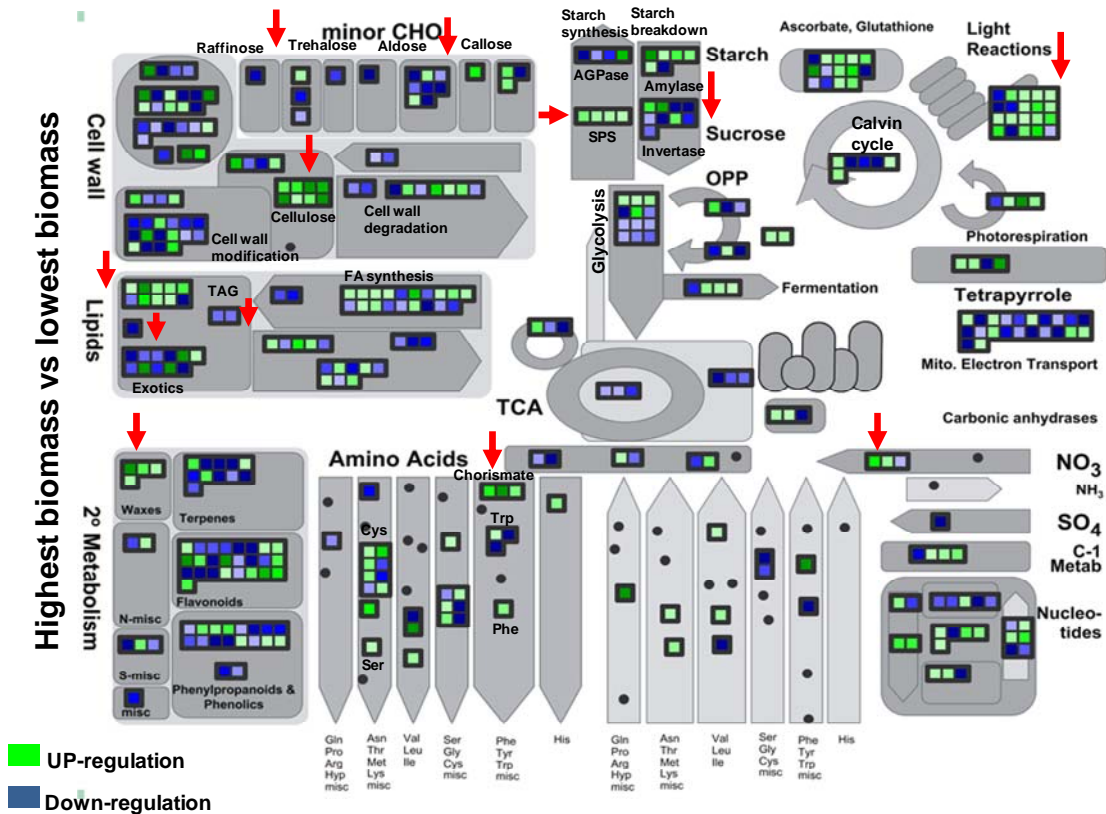 Highest biomass vs lowest biomass
minor CHO
Raffinose
Trehalose
Aldose
Callose
Starch
synthesis
Starch
breakdown
AGPase
Amylase
Starch
SPS
Invertase
Sucrose
Ascorbate, Glutathione
Light
Reactions
Calvin
cycle
OPP
Photorespiration
Cell wall
Cellulose
Cell wall
modification
Cell wall
degradation
Glycolysis
Fermentation
Tetrapyrrole
Mito. Electron Transport
Lipids
TAG
FA synthesis
Exotics
TCA
Carbonic anhydrases
Amino Acids
Chorismate
NO3
NH3
SO4
C-1
Metab
Nucleo-
tides
2º Metabolism
Waxes
Terpenes
N-misc
Flavonoids
S-misc
Phenylpropanoids &
Phenolics
misc
Cys
Trp
Ser
Phe
Gln
Pro
Arg
Hyp
misc
Asn
Thr
Met
Lys
misc
Val
Leu
Ile
Ser
Gly
Cys
misc
Phe
Tyr
Trp
misc
His
Gln
Pro
Arg
Hyp
misc
Asn
Thr
Met
Lys
misc
Val
Leu
Ile
Ser
Gly
Cys
misc
Phe
Tyr
Trp
misc
His
UP-regulation
Down-regulation